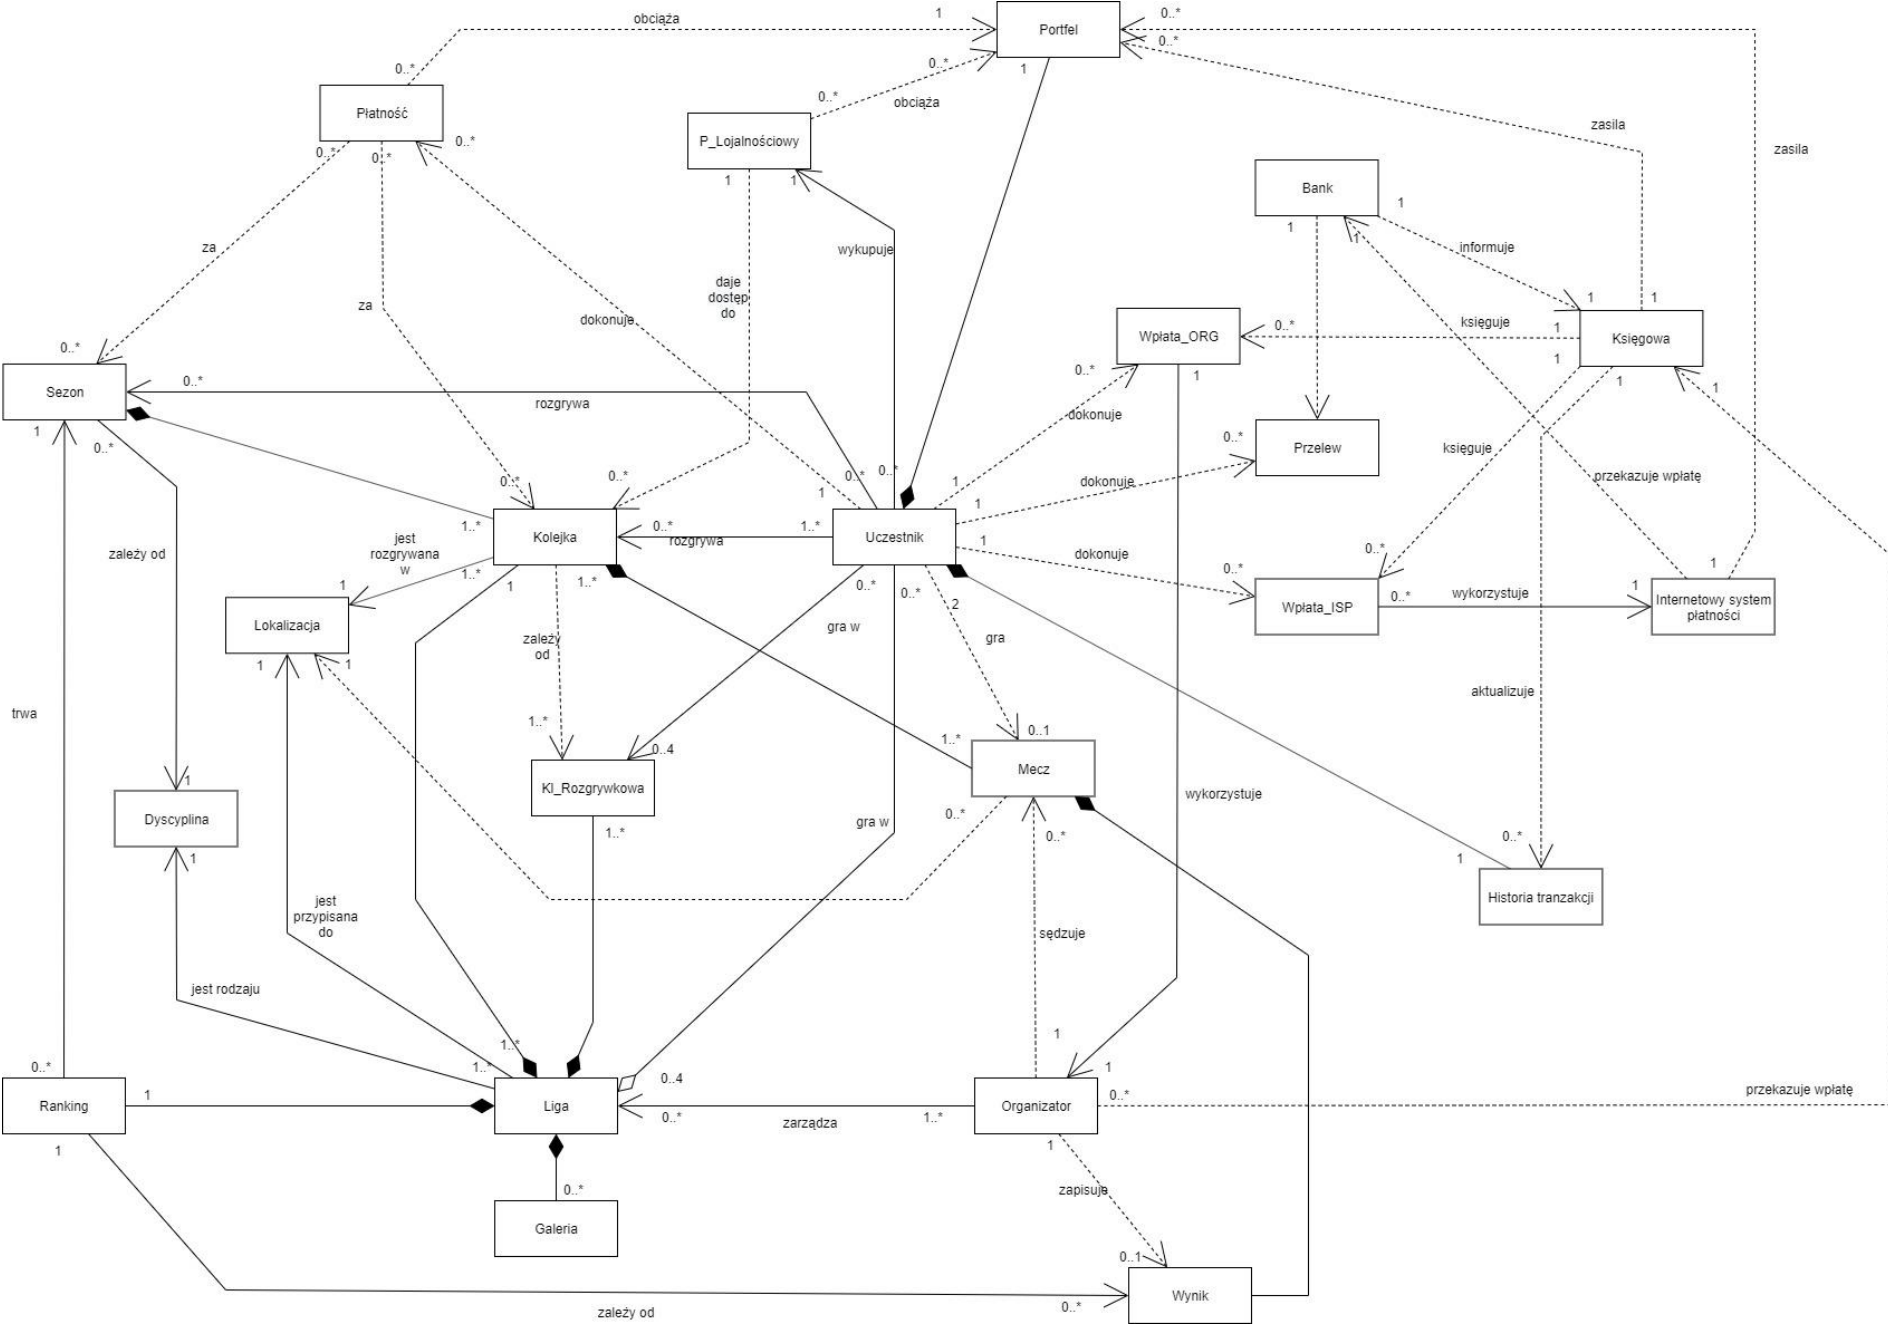 obciąża
1
Portfel
0..*
0..*
0..*
0..*
1
Płatność
0..*
obciąża
zasila
zasila
P_Lojalnościowy
0..*
0..*
0..*
1
1
Bank
1
1
1
informuje
za
wykupuje
daje
dostęp
do
za
dokonuje
1
1
Wpłata_ORG
0..*
księguje
1
Księgowa
1
0..*
Sezon
0..*
rozgrywa
0..*
1
1
1
dokonuje
1
0..*
księguje
Przelew
0..*
0..*
0..*
0..*
0..*
1
1
dokonuje
przekazuje wpłatę
1
zależy od
1..*
Kolejka
0..*
rozgrywa
1..*
Uczestnik
1
jest
rozgrywana
w
1..*
1
1
1..*
0..*
0..*
dokonuje
0..*
0..*
1
Wpłata_ISP
0..*
wykorzystuje
1
Internetowy system
płatności
Lokalizacja
2
gra w
gra
zależy
od
1
1
trwa
aktualizuje
1..*
0..4
0..1
1..*
Mecz
1
Kl_Rozgrywkowa
wykorzystuje
Dyscyplina
1..*
gra w
0..*
0..*
0..*
1
1
Historia tranzakcji
jest
przypisana
do
sędzuje
jest rodzaju
1
1..*
1..*
0..*
0..4
1
Ranking
1
Liga
0..*
zarządza
1..*
Organizator
0..*
przekazuje wpłatę
1
1
0..*
zapisuje
Galeria
0..1
Wynik
0..*
zależy od